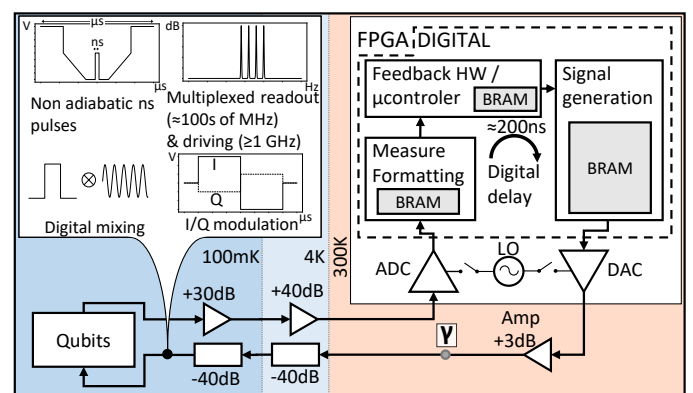 V
µs
ns
µs
Non adiabatic ns
pulses
dB
Hz
Multiplexed readout
(≈100s of MHz)
& driving (≥1 GHz)
Digital mixing
V
I
Q
µs
I/Q modulation
FPGA
DIGITAL
Feedback HW /
µcontroler
BRAM
Signal
generation
BRAM
≈200ns
Digital
delay
Measure
Formatting
BRAM
ADC
LO
DAC
100mK
4K
300K
+30dB
+40dB
Qubits
-40dB
-40dB
γ
Amp
+3dB